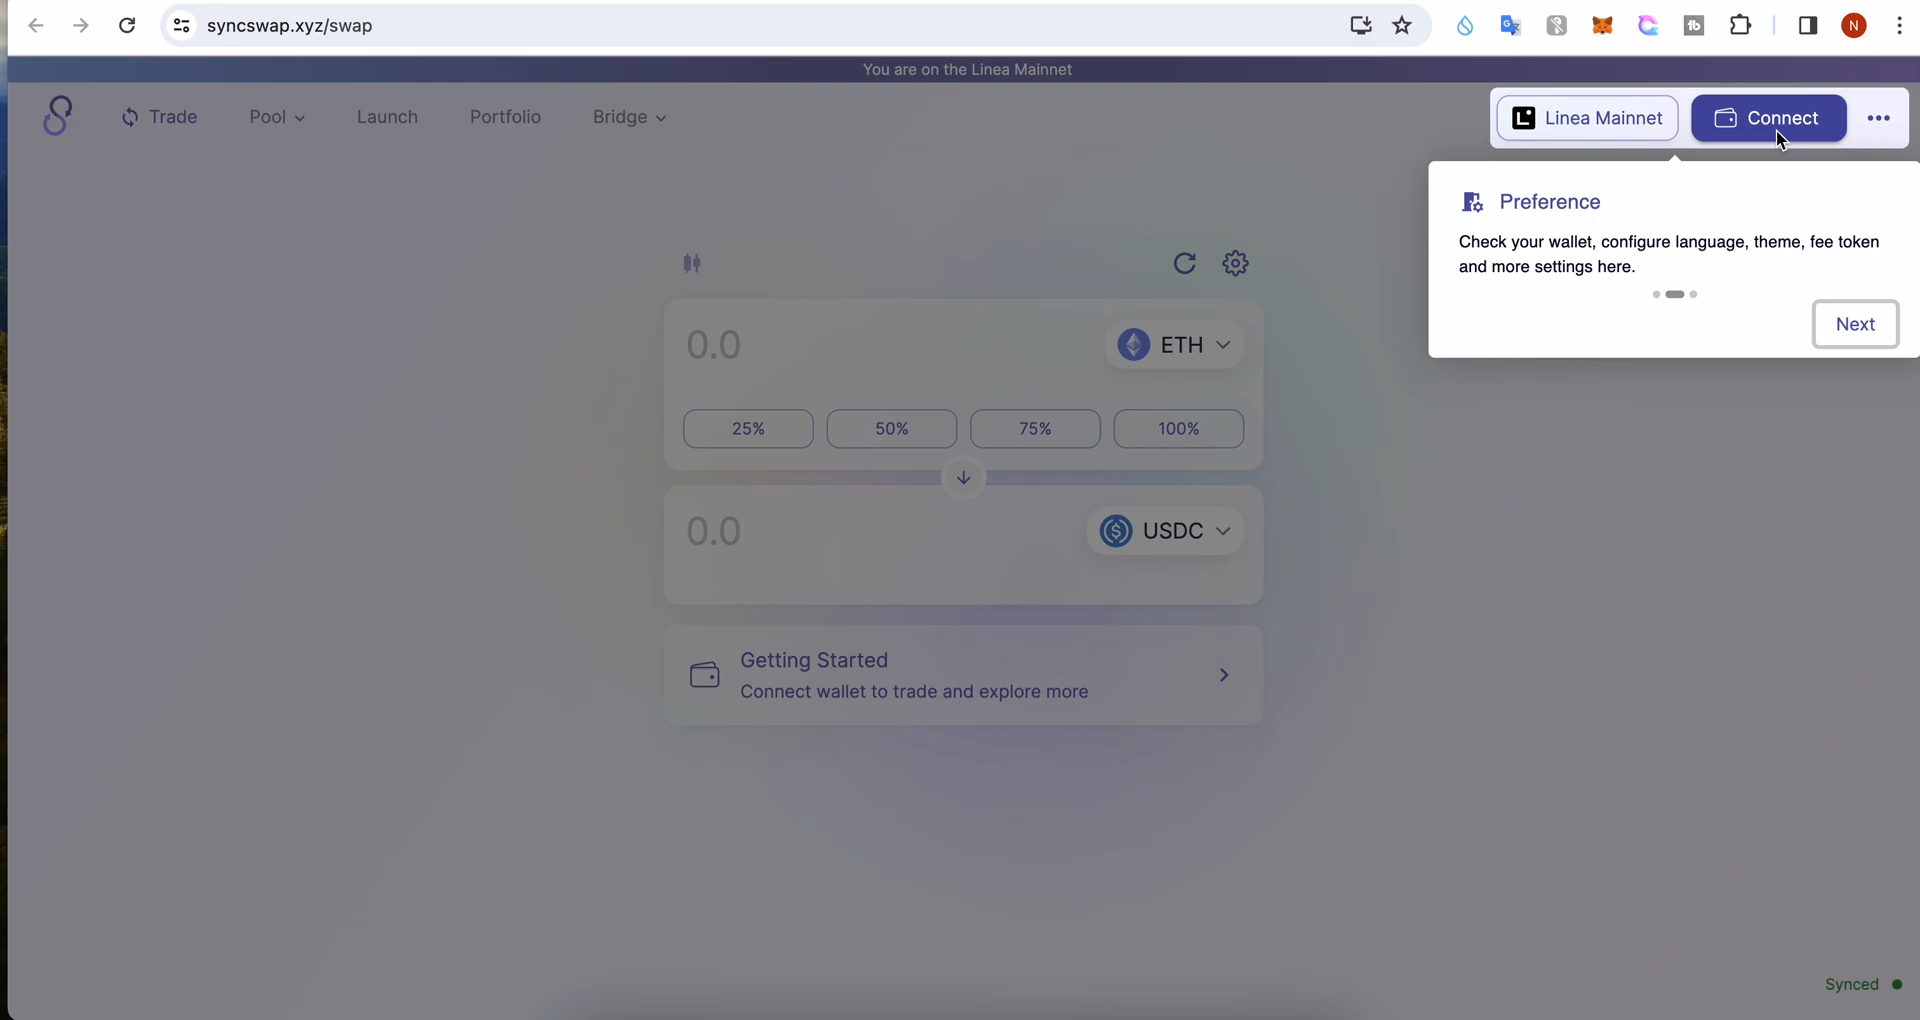 syncswap.xyz/swap
N
You are on the Linea Mainnet
Trade
Pool
Launch
Portfolio
Bridge
Linea Mainnet
Connect
Preference
Check your wallet, configure language, theme, fee token
and more settings here.
Next
0.0
ETH
25%
50%
75%
100%
0.0
USDC
Getting Started
Connect wallet to trade and explore more
Synced